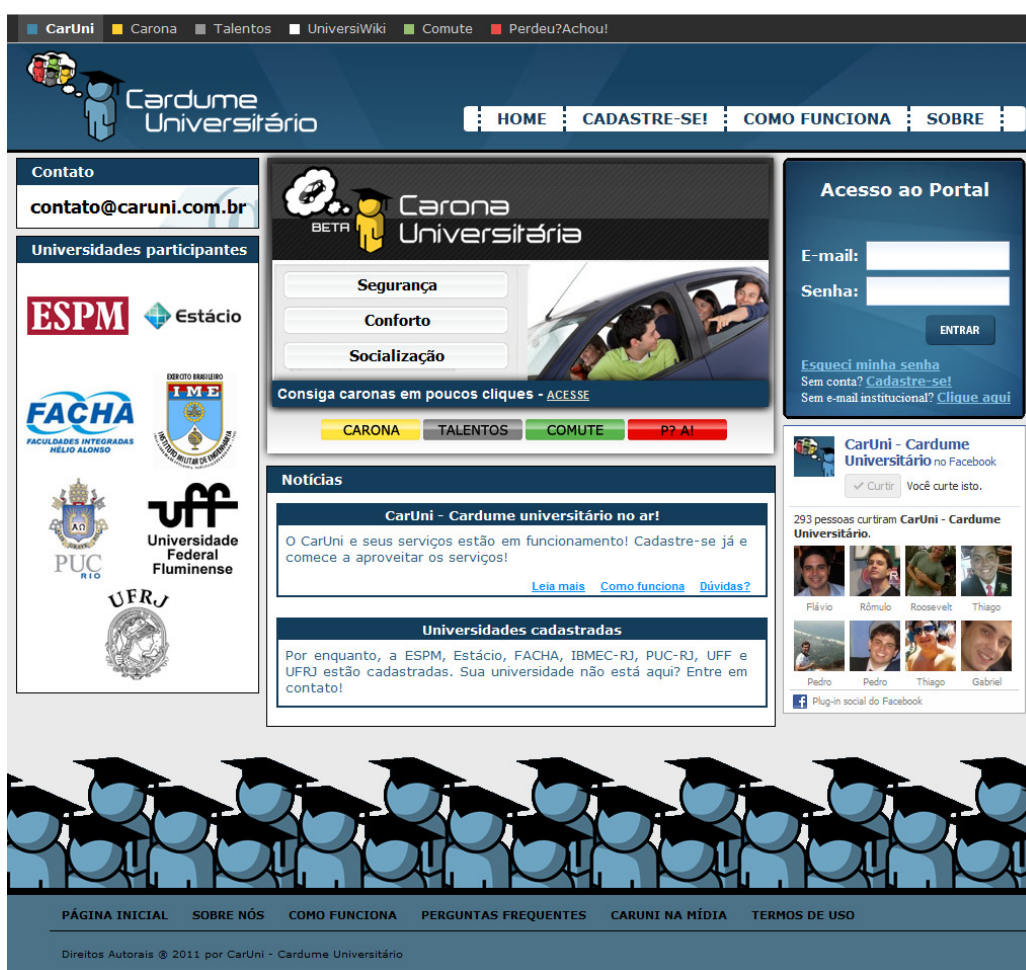 CarUni Carona Talentos UniversiWiki Comute Perdeu?Achou!
Cardume
Universitário
HOME CADASTRE-SE! COMO FUNCIONA SOBRE
Contato
contato@caruni.com.br
Universidades participantes
ESPM
Estácio
FACHA
FACULDADES INTEGRADAS
HÉLIO ALONSO
EXERCITO BRASILEIRO
IME
INSTITUTO MILITAR DE ENGENHARIA
ΑΩ
PUC
RIO
uff
Universidade
Federal
Fluminense
UFRJ
BETA
Carona
Universitária
Segurança
Conforto
Socialização
Consiga caronas em poucos cliques - ACESSE
CARONA TALENTOS COMUTE P? A!
Notícias
CarUni - Cardume universitário no ar!
O CarUni e seus serviços estão em funcionamento! Cadastre-se já e
comece a aproveitar os serviços!
Leia mais Como funciona Dúvidas?
Universidades cadastradas
Por enquanto, a ESPM, Estácio, FACHA, IBMEC-RJ, PUC-RJ, UFF e
UFRJ estão cadastradas. Sua universidade não está aqui? Entre em
contato!
Acesso ao Portal
E-mail:
Senha:
ENTRAR
Esqueci minha senha
Sem conta? Cadastre-se!
Sem e-mail institucional? Clique aqui
CarUni - Cardume
Universitário no Facebook
Curtir Você curte isto.
293 pessoas curtiram CarUni - Cardume
Universitário.
Flávio Rômulo Roosevelt Thiago
Pedro Pedro Thiago Gabriel
Plug-in social do Facebook
PÁGINA INICIAL SOBRE NÓS COMO FUNCIONA PERGUNTAS FREQUENTES CARUNI NA MÍDIA TERMOS DE USO
Direitos Autorais ® 2011 por CarUni - Cardume Universitário